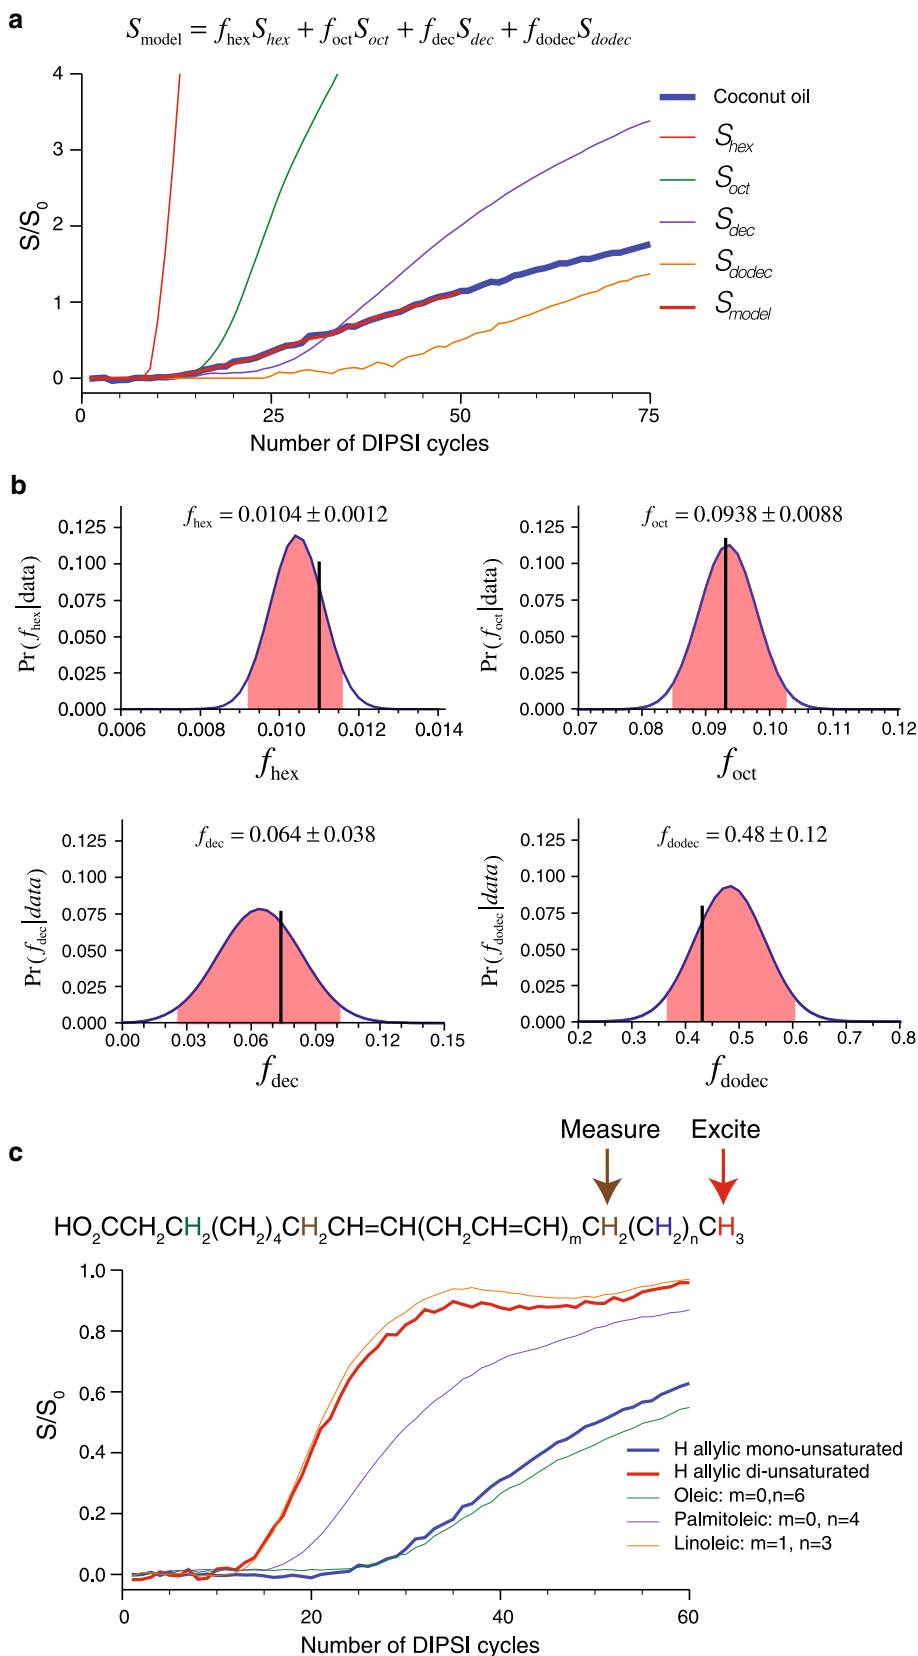 a
S_model = f_hex S_hex + f_oct S_oct + f_dec S_dec + f_dodec S_dodec
4
3
2
1
0
S/S_0
0 25 50 75
Number of DIPSI cycles
Coconut oil
S_hex
S_oct
S_dec
S_dodec
S_model
b
f_hex = 0.0104 ± 0.0012
0.125
0.100
0.075
0.050
0.025
0.000
Pr(f_hex|data)
0.006 0.008 0.010 0.012 0.014
f_hex
f_oct = 0.0938 ± 0.0088
0.125
0.100
0.075
0.050
0.025
0.000
Pr(f_oct|data)
0.07 0.08 0.09 0.10 0.11 0.12
f_oct
f_dec = 0.064 ± 0.038
0.125
0.100
0.075
0.050
0.025
0.000
Pr(f_dec|data)
0.00 0.03 0.06 0.09 0.12 0.15
f_dec
f_dodec = 0.48 ± 0.12
0.125
0.100
0.075
0.050
0.025
0.000
Pr(f_dodec|data)
0.2 0.3 0.4 0.5 0.6 0.7 0.8
f_dodec
c
Measure Excite
HO_2CCH_2CH_2(CH_2)_4CH_2CH=CH(CH_2CH=CH)_mCH_2(CH_2)_nCH_3
1.0
0.8
0.6
0.4
0.2
0.0
S/S_0
0 20 40 60
Number of DIPSI cycles
H allylic mono-unsaturated
H allylic di-unsaturated
Oleic: m=0,n=6
Palmitoleic: m=0, n=4
Linoleic: m=1, n=3